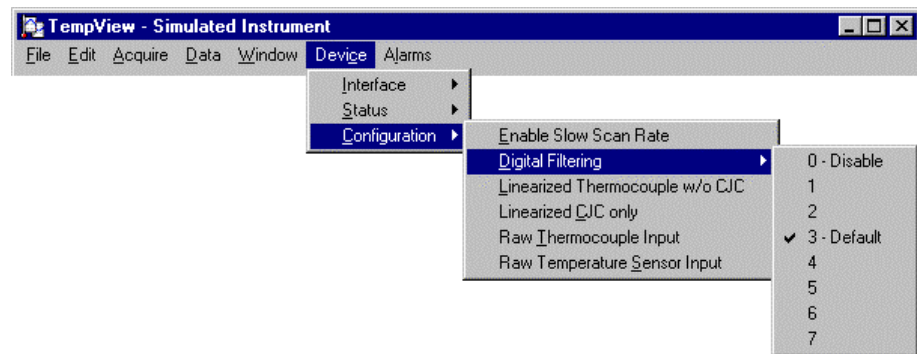 TempView - Simulated Instrument
File Edit Acquire Data Window Device Alarms
Interface
Status
Configuration
Enable Slow Scan Rate
Digital Filtering
Linearized Thermocouple w/o CJC
Linearized CJC only
Raw Thermocouple Input
Raw Temperature Sensor Input
0 - Disable
1
2
3 - Default
4
5
6
7